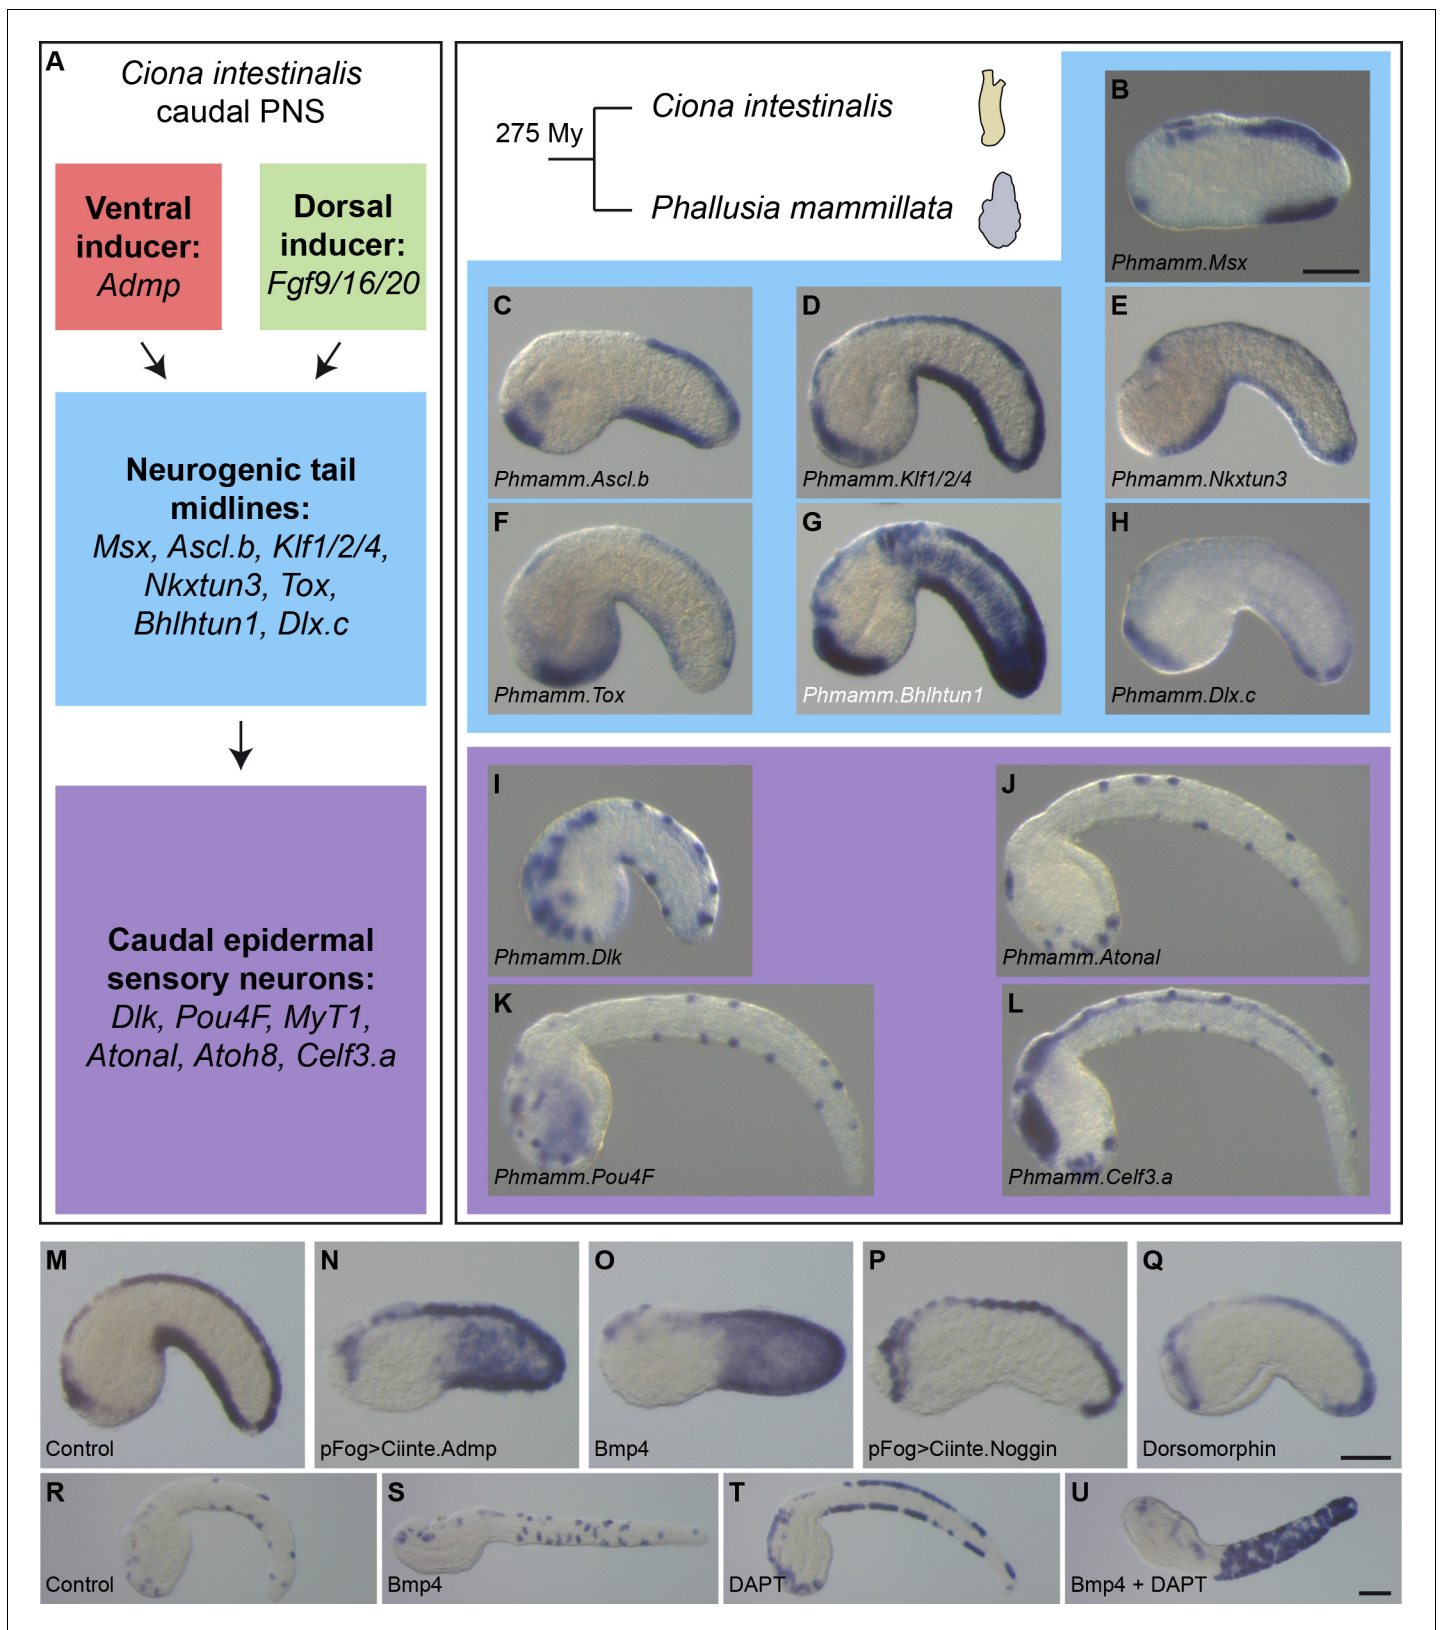 A
Ciona intestinalis
caudal PNS
Ventral
inducer:
Admp
Dorsal
inducer:
Fgf9/16/20
Neurogenic tail
midlines:
Msx, Ascl.b, Klf1/2/4,
Nkxtun3, Tox,
Bhlhtun1, Dlx.c
Caudal epidermal
sensory neurons:
Dlk, Pou4F, MyT1,
Atonal, Atoh8, Celf3.a
275 My
Ciona intestinalis
Phallusia mammillata
B
Phmamm.Msx
C
Phmamm.Ascl.b
D
Phmamm.Klf1/2/4
E
Phmamm.Nkxtun3
F
Phmamm.Tox
G
Phmamm.Bhlhtun1
H
Phmamm.Dlx.c
I
Phmamm.Dlk
J
Phmamm.Atonal
K
Phmamm.Pou4F
L
Phmamm.Celf3.a
M
Control
N
pFog>Ciinte.Admp
O
Bmp4
P
pFog>Ciinte.Noggin
Q
Dorsomorphin
R
Control
S
Bmp4
T
DAPT
U
Bmp4 + DAPT